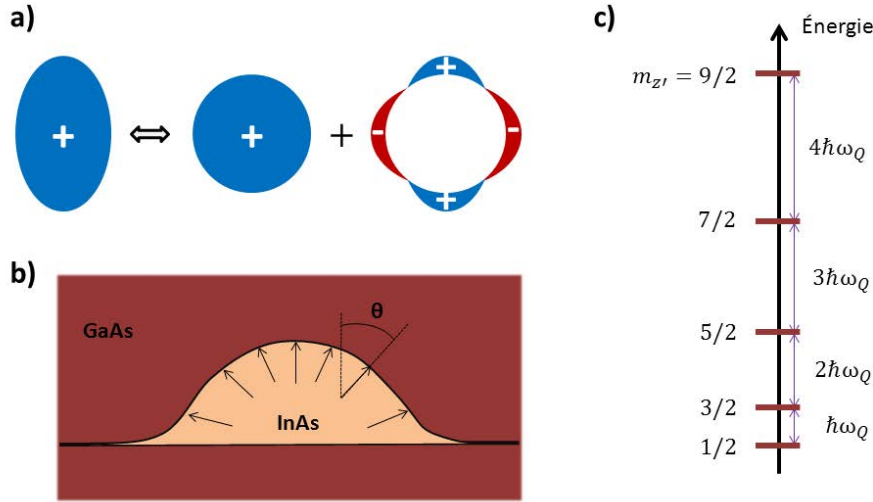 a)
+ ⇔ + + + - - +
b)
GaAs
θ
InAs
c)
Énergie
m_{z'} = 9/2
4ħω_Q
7/2
3ħω_Q
5/2
2ħω_Q
3/2
ħω_Q
1/2